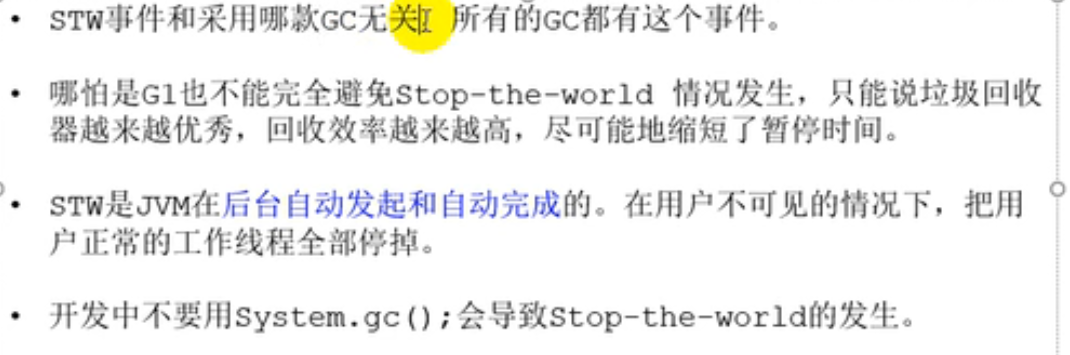 • STW事件和采用哪款GC无关 所有的GC都有这个事件。
• 哪怕是G1也不能完全避免Stop-the-world 情况发生，只能说垃圾回收
器越来越优秀，回收效率越来越高，尽可能地缩短了暂停时间。
• STW是JVM在后台自动发起和自动完成的。在用户不可见的情况下，把用
户正常的工作线程全部停掉。
• 开发中不要用System.gc();会导致Stop-the-world的发生。